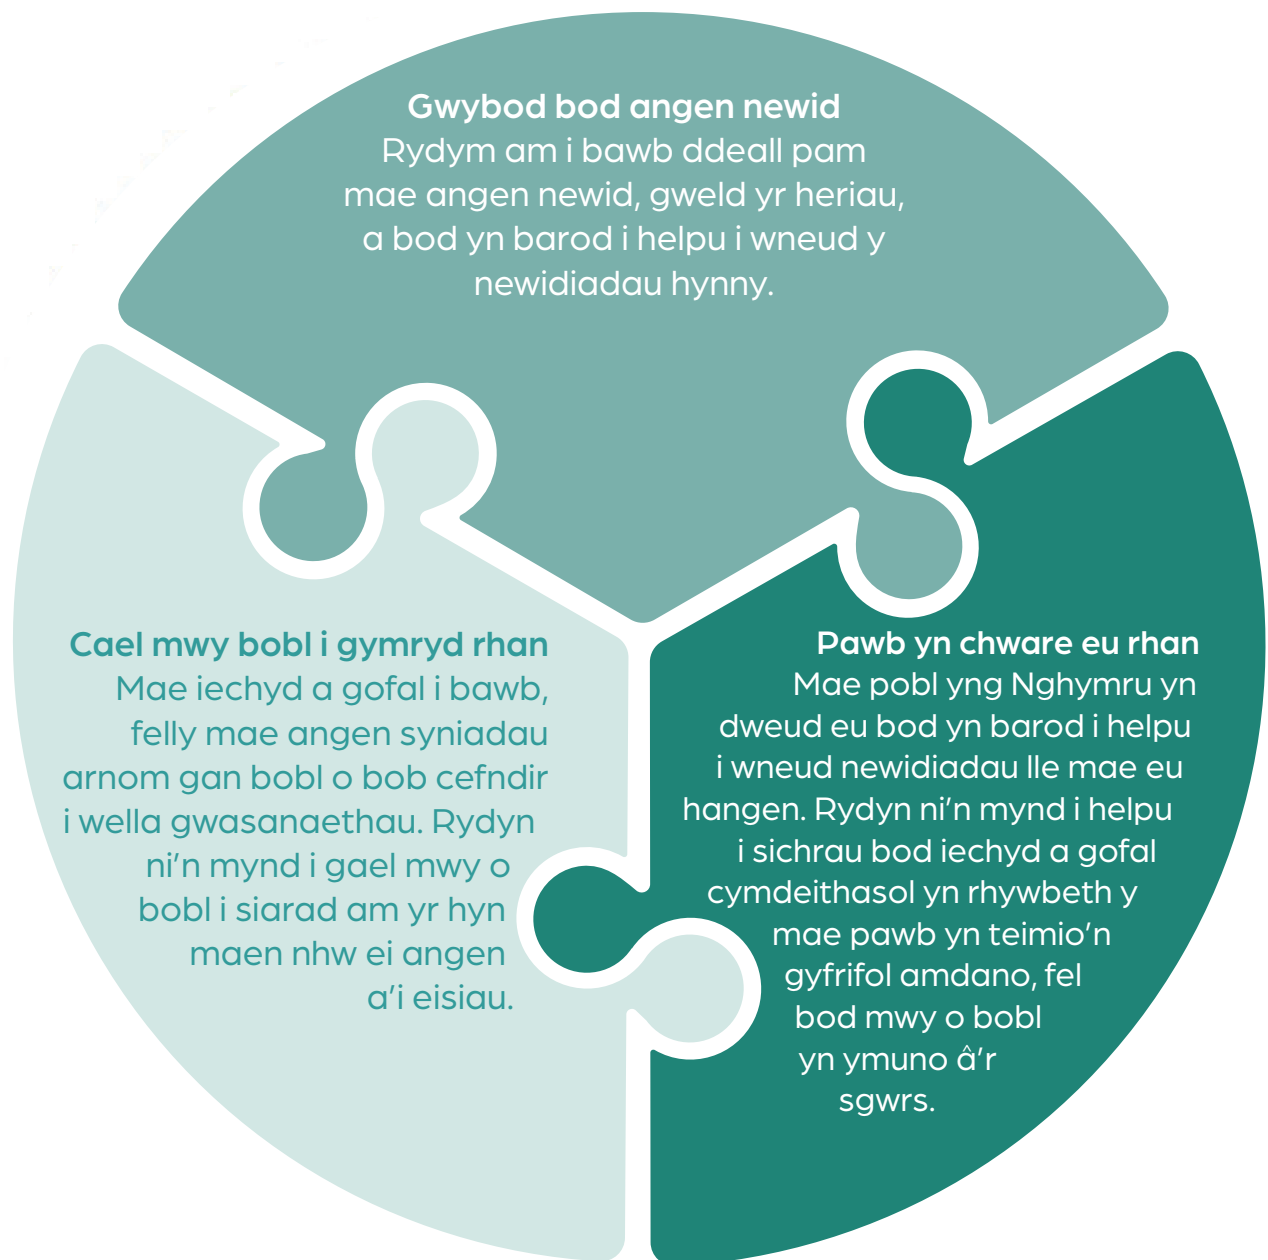 Gwybod bod angen newid
Rydym am i bawb ddeall pam
mae angen newid, gweld yr heriau,
a bod yn barod i helpu i wneud y
newidiadau hynny.
Cael mwy bobl i gymryd rhan
Mae iechyd a gofal i bawb,
felly mae angen syniadau
arnom gan bobl o bob cefndir
i wella gwasanaethau. Rydyn
ni’n mynd i gael mwy o
bobl i siarad am yr hyn
maen nhw ei angen
a’i eisiau.
Pawb yn chware eu rhan
Mae pobl yng Nghymru yn
dweud eu bod yn barod i helpu
i wneud newidiadau lle mae eu
hangen. Rydyn ni’n mynd i helpu
i sichrau bod iechyd a gofal
cymdeithasol yn rhywbeth y
mae pawb yn teimio’n
gyfrifol amdano, fel
bod mwy o bobl
yn ymuno â’r
sgwrs.